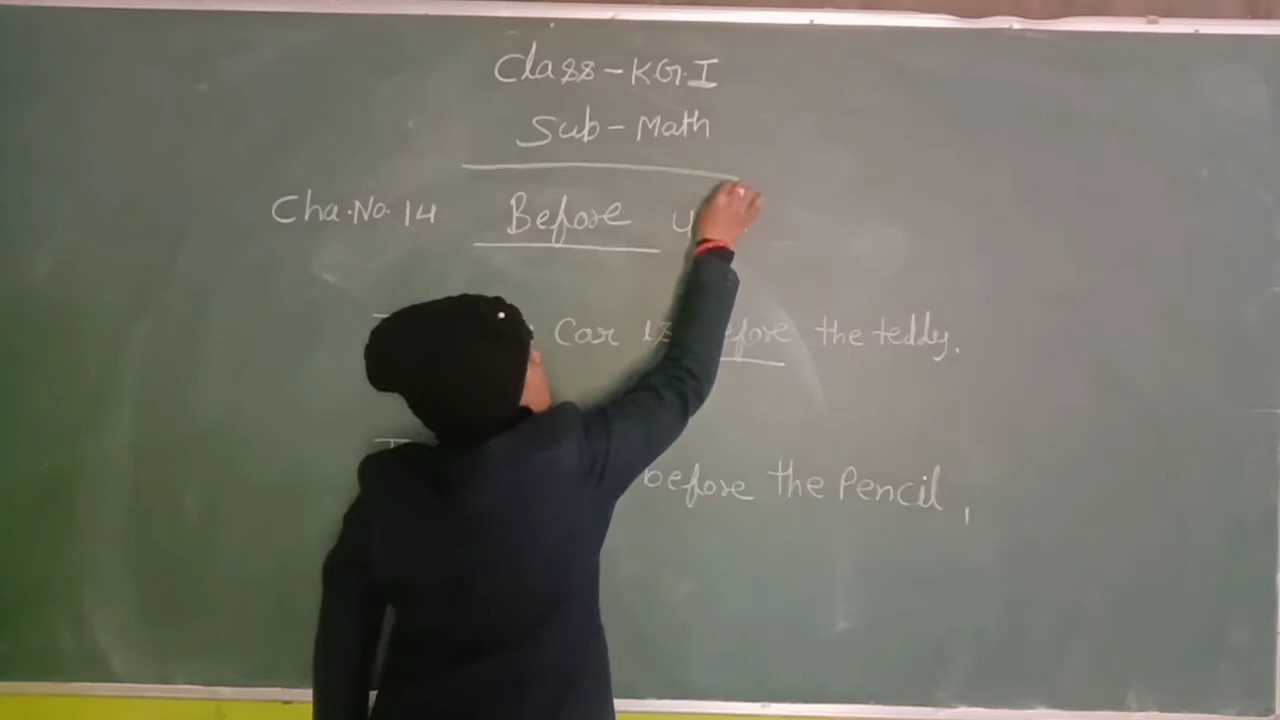 Class-KG.I
Sub-Math
Cha.No.14 Before
Car is before the teddy.
before the Pencil,